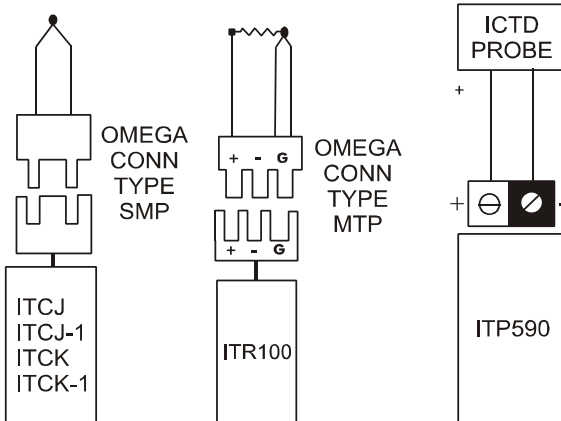 OMEGA
CONN
TYPE
SMP
ITCJ
ITCJ-1
ITCK
ITCK-1
+ - G
OMEGA
CONN
TYPE
MTP
+ - G
ITR100
ICTD
PROBE
+
+ -
ITP590